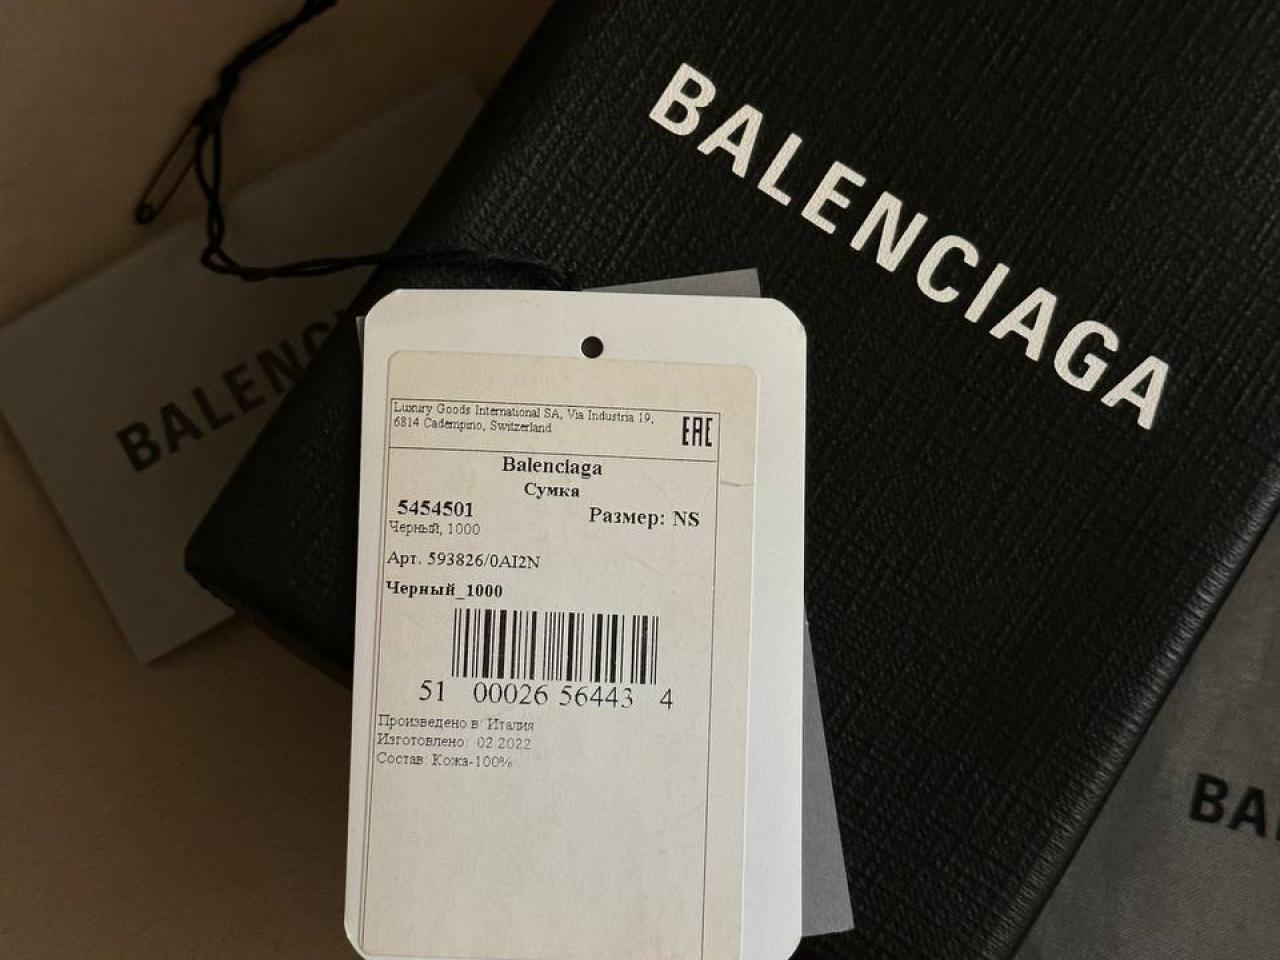 BALENCIAGA
BALENC
Luxury Goods International SA, Via Industria 19,
6814 Cadempino, Switzerland
EAC
Balenciaga
Сумка
5454501
Размер: NS
Черный, 1000
Арт. 593826/0AI2N
Черный_1000
51 00026 56443 4
Произведено в: Италия
Изготовлено: 02.2022
Состав: Кожа-100%
BA